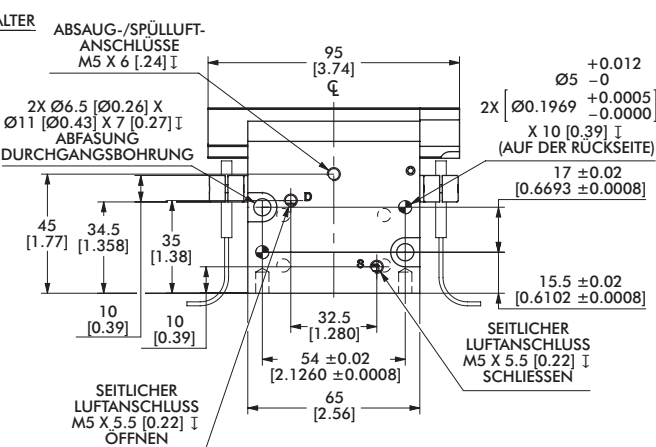 ALTER
ABSAUG-/SPÜLLUFT-
ANSCHLÜSSE
M5 X 6 [.24] ↧
95
[3.74]
℄
+0.012
Ø5 -0
2X [Ø0.1969 +0.0005
-0.0000]
X 10 [0.39] ↧
(AUF DER RÜCKSEITE)
2X Ø6.5 [Ø0.26] X
Ø11 [Ø0.43] X 7 [0.27] ↧
ABFASUNG
DURCHGANGSBOHRUNG
O
D
S
17 ±0.02
[0.6693 ±0.0008]
45
[1.77]
34.5
[1.358]
35
[1.38]
15.5 ±0.02
[0.6102 ±0.0008]
10
[0.39]
10
[0.39]
32.5
[1.280]
54 ±0.02
[2.1260 ±0.0008]
65
[2.56]
SEITLICHER
LUFTANSCHLUSS
M5 X 5.5 [0.22] ↧
SCHLIESSEN
SEITLICHER
LUFTANSCHLUSS
M5 X 5.5 [0.22] ↧
ÖFFNEN